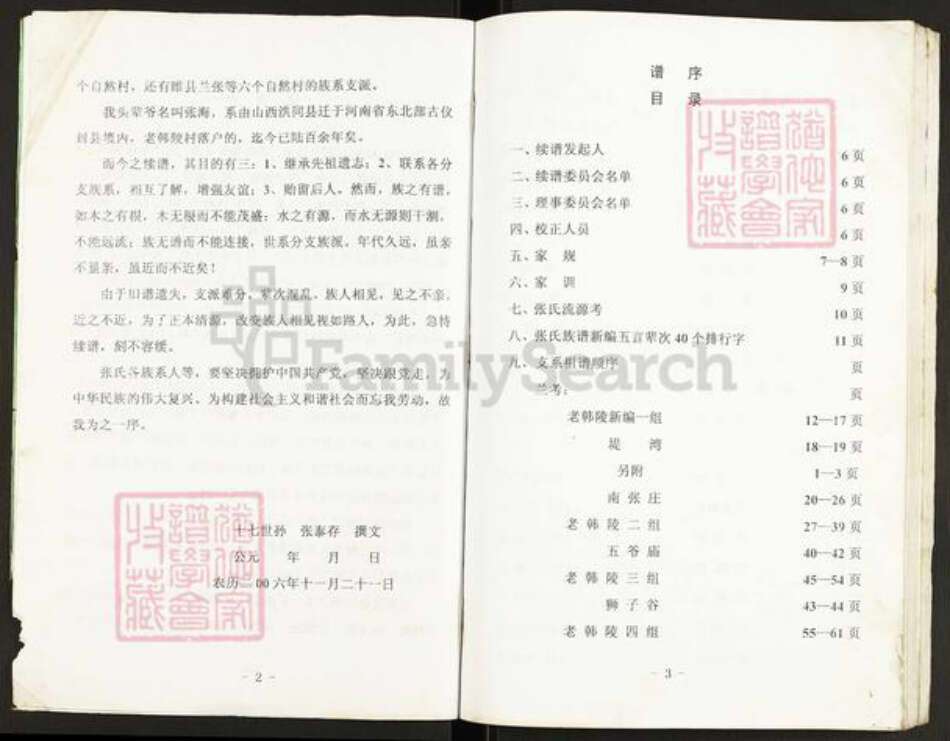 个自然村，还有睢县兰张等六个自然村的族系支派。
我头辈爷名叫张海，系由山西洪同县迁于河南省东北部古仪
封县境内，老韩陵村落户的，迄今已陆百余年矣。
而今之续谱，其目的有三：1、继承先祖遗志；2、联系各分
支族系，相互了解，增强友谊；3、贻留后人。然而，族之有谱，
如木之有根，木无根而不能茂盛；水之有源，而水无源则干涸，
不能远流；族无谱而不能连接，世系分支族派，年代久远，虽亲
不显亲，虽近而不近矣！
由于旧谱遗失，支派难分，辈次混乱，族人相见，见之不亲，
近之不近，为了正本清源，改变族人相见视如路人，为此，急待
续谱，刻不容缓。
张氏各族系人等，要坚决拥护中国共产党，坚决跟党走，为
中华民族的伟大复兴、为构建社会主义和谐社会而忘我劳动，故
我为之一序。
十七世孙 张泰存 撰文
公元 年 月 日
农历二00六年十一月二十一日
- 2 -
谱 序
目 录
一、续谱发起人 6页
二、续谱委员会名单 6页
三、理事委员会名单 6页
四、校正人员 6页
五、家 规 7—8页
六、家 训 9页
七、张氏流源考 10页
八、张氏族谱新编五言辈次40个排行字 11页
九、支系棋谱顺序 页
兰考： 页
老韩陵新编一组 12—17页
堤 湾 18—19页
另附 1—3页
南张庄 20—26页
老韩陵二组 27—39页
五爷庙 40—42页
老韩陵三组 45—54页
狮子谷 43—44页
老韩陵四组 55—61页
- 3 -
FamilySearch